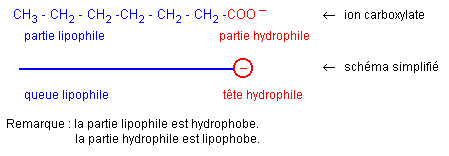 CH₃ - CH₂ - CH₂ -CH₂ - CH₂ - CH₂ -COO⁻ ← ion carboxylate
partie lipophile partie hydrophile
− ← schéma simplifié
queue lipophile tête hydrophile
Remarque : la partie lipophile est hydrophobe.
la partie hydrophile est lipophobe.